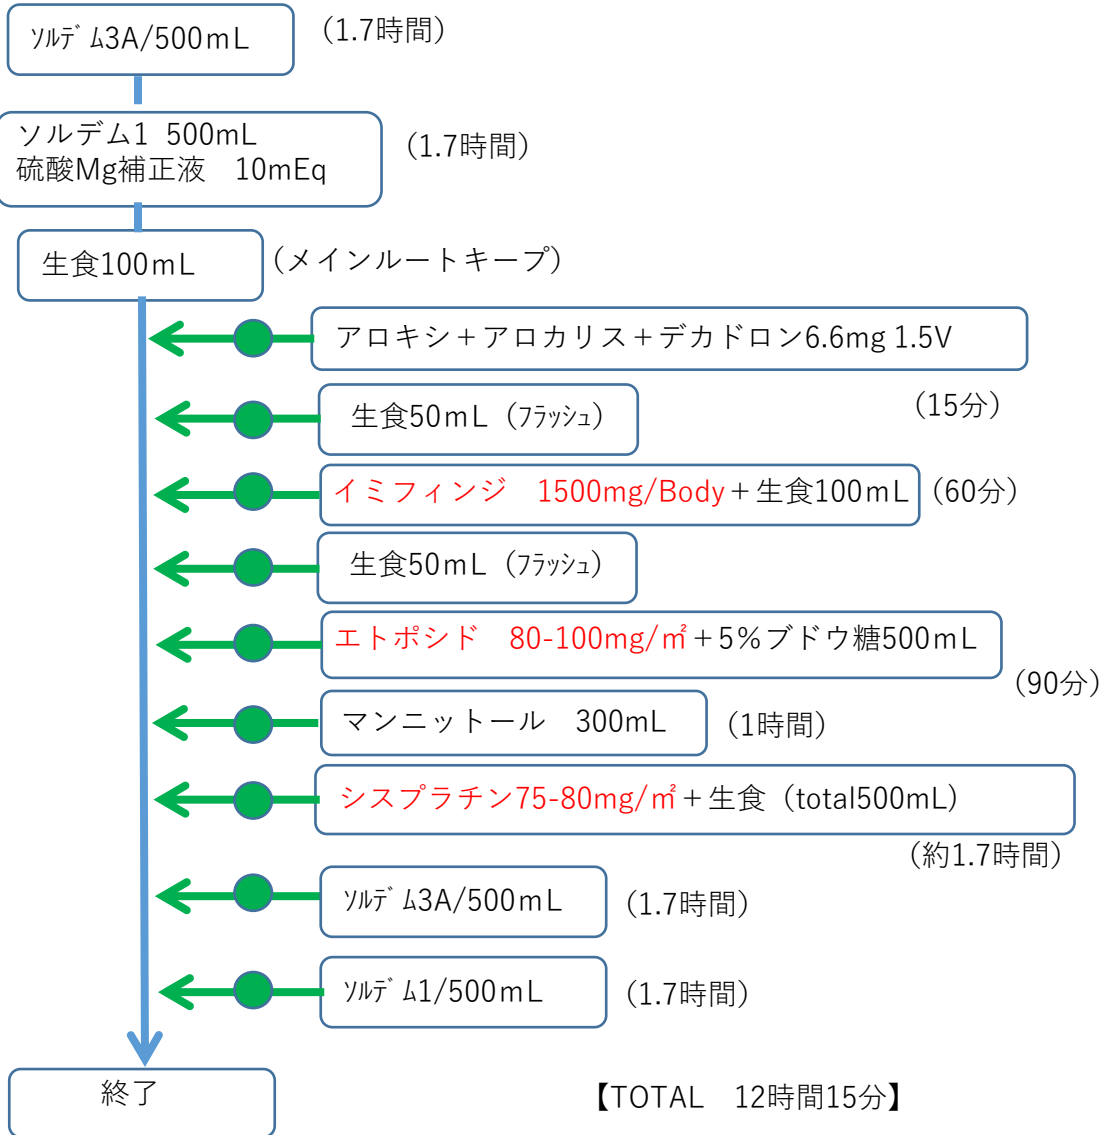 ｿﾙﾃﾞﾑ3A/500mL
(1.7時間)
ソルデム1 500mL
硫酸Mg補正液　10mEq
(1.7時間)
生食100mL
(メインルートキープ)
アロキシ＋アロカリス＋デカドロン6.6mg 1.5V
(15分)
生食50mL（ﾌﾗｯｼｭ）
イミフィンジ　1500mg/Body＋生食100mL
(60分)
生食50mL（ﾌﾗｯｼｭ）
エトポシド　80-100mg/㎡＋5％ブドウ糖500mL
(90分)
マンニットール　300mL
(1時間)
シスプラチン75-80mg/㎡＋生食（total500mL）
(約1.7時間)
ｿﾙﾃﾞﾑ3A/500mL
(1.7時間)
ｿﾙﾃﾞﾑ1/500mL
(1.7時間)
終了
【TOTAL　12時間15分】